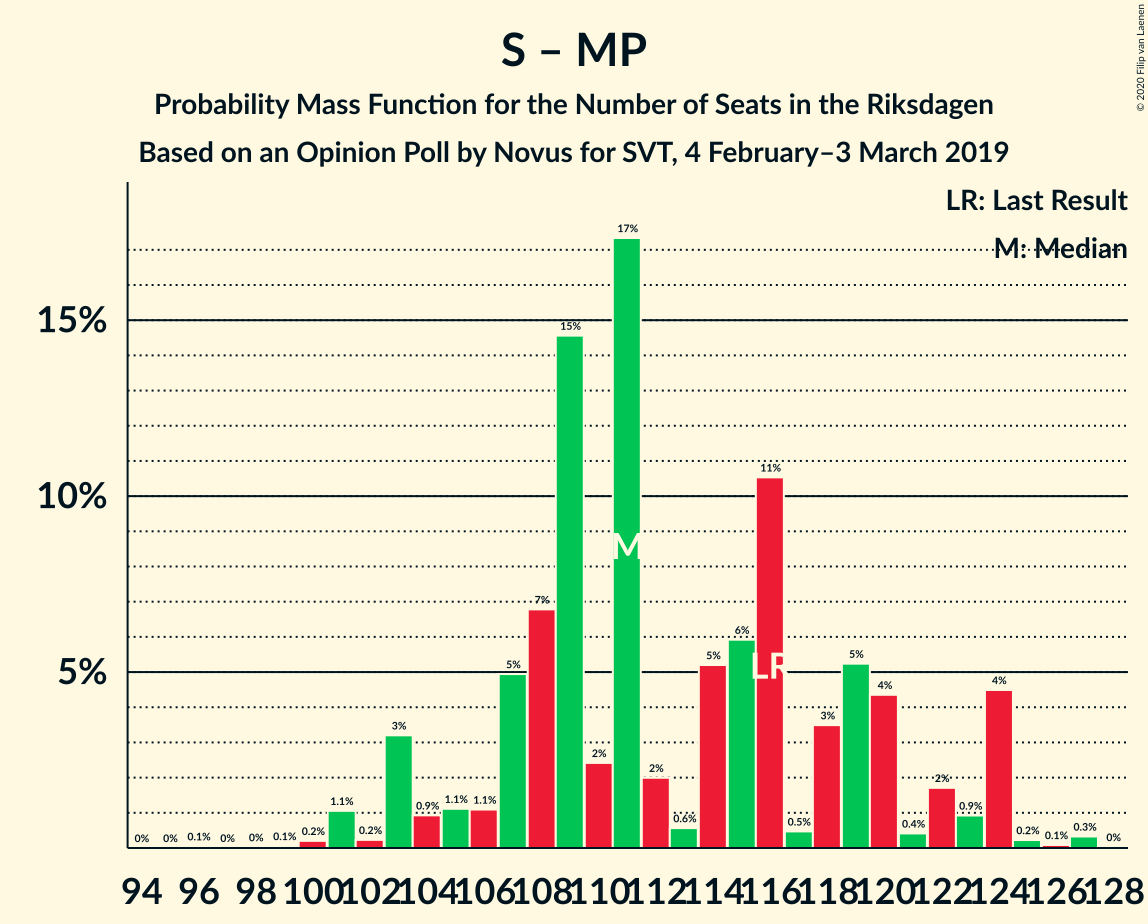 S – MP
Probability Mass Function for the Number of Seats in the Riksdagen
Based on an Opinion Poll by Novus for SVT, 4 February–3 March 2019
© 2020 Filip van Laenen
LR: Last Result
M: Median
15%
10%
5%
0% 0% 0.1% 0% 0% 0.1% 0.2% 1.1% 0.2% 3% 0.9% 1.1% 1.1% 5% 7% 15% 2% 17% 2% 0.6% 5% 6% 11% 0.5% 3% 5% 4% 0.4% 2% 0.9% 4% 0.2% 0.1% 0.3% 0%
M
LR
94 96 98 100 102 104 106 108 110 112 114 116 118 120 122 124 126 128